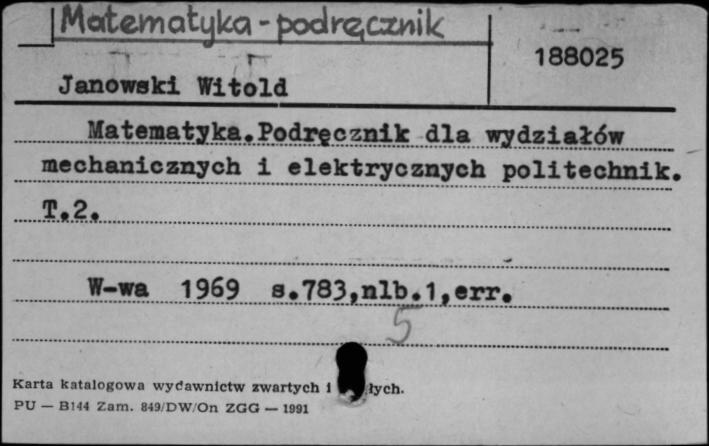 Matematyka - podręcznik
188025
Janowski Witold
Matematyka.Podręcznik dla wydziałów
mechanicznych i elektrycznych politechnik.
T.2.
W-wa 1969 s.783,nlb.1,err.
5
Karta katalogowa wydawnictw zwartych i
PU — B144 Zam. 849/DW/On ZGG — 1991